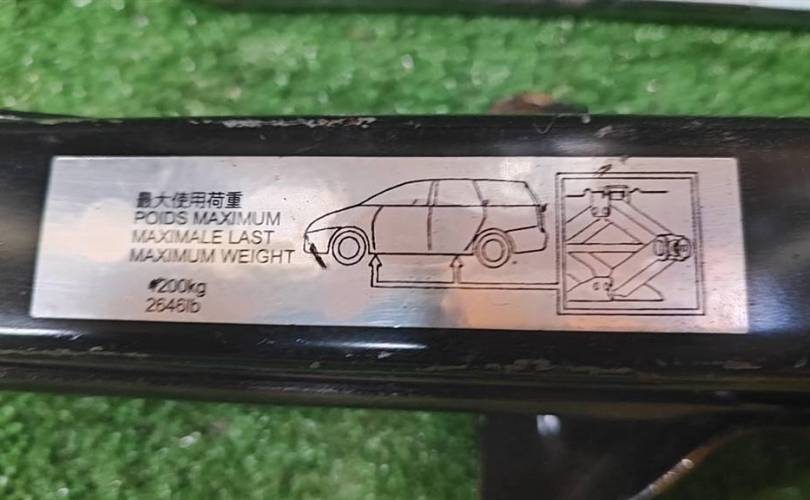 最大使用荷重
POIDS MAXIMUM
MAXIMALE LAST
MAXIMUM WEIGHT
1200kg
2646lb